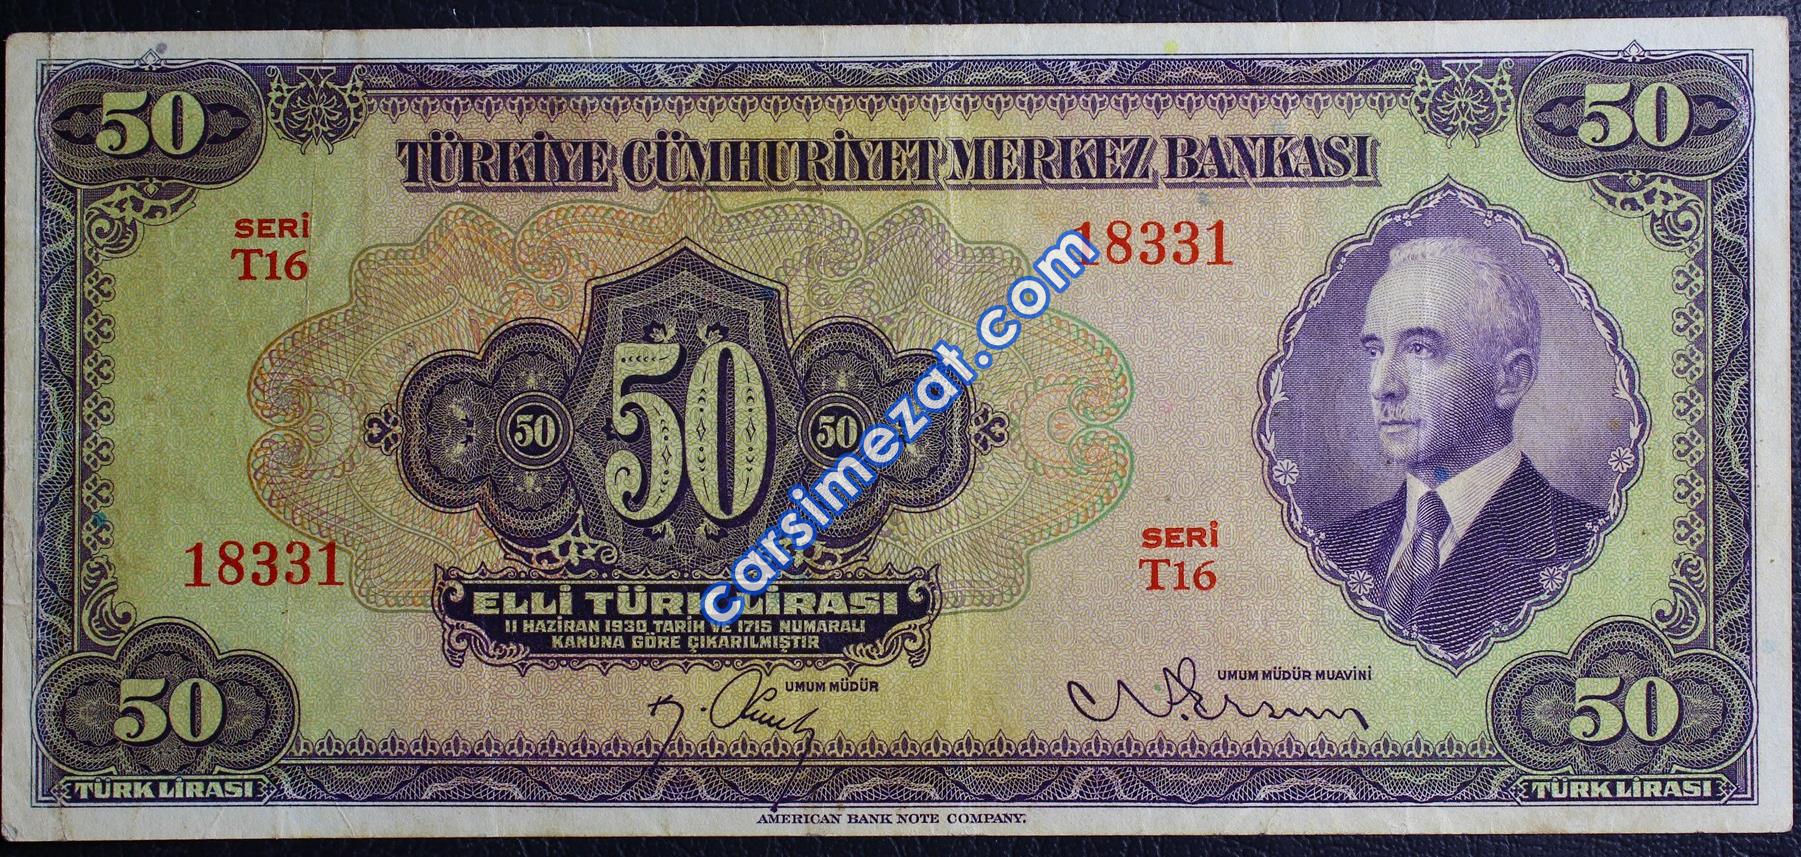 50
50
TÜRKİYE CÜMHURİYET MERKEZ BANKASI
SERİ
T16
18331
50
50
50
carsimezat.com
18331
SERİ
T16
ELLİ TÜRK LİRASI
11 HAZİRAN 1930 TARİH VE 1715 NUMARALI
KANUNA GÖRE ÇIKARILMIŞTIR
UMUM MÜDÜR
UMUM MÜDÜR MUAVİNİ
50
50
TÜRK LİRASI
TÜRK LİRASI
AMERICAN BANK NOTE COMPANY.